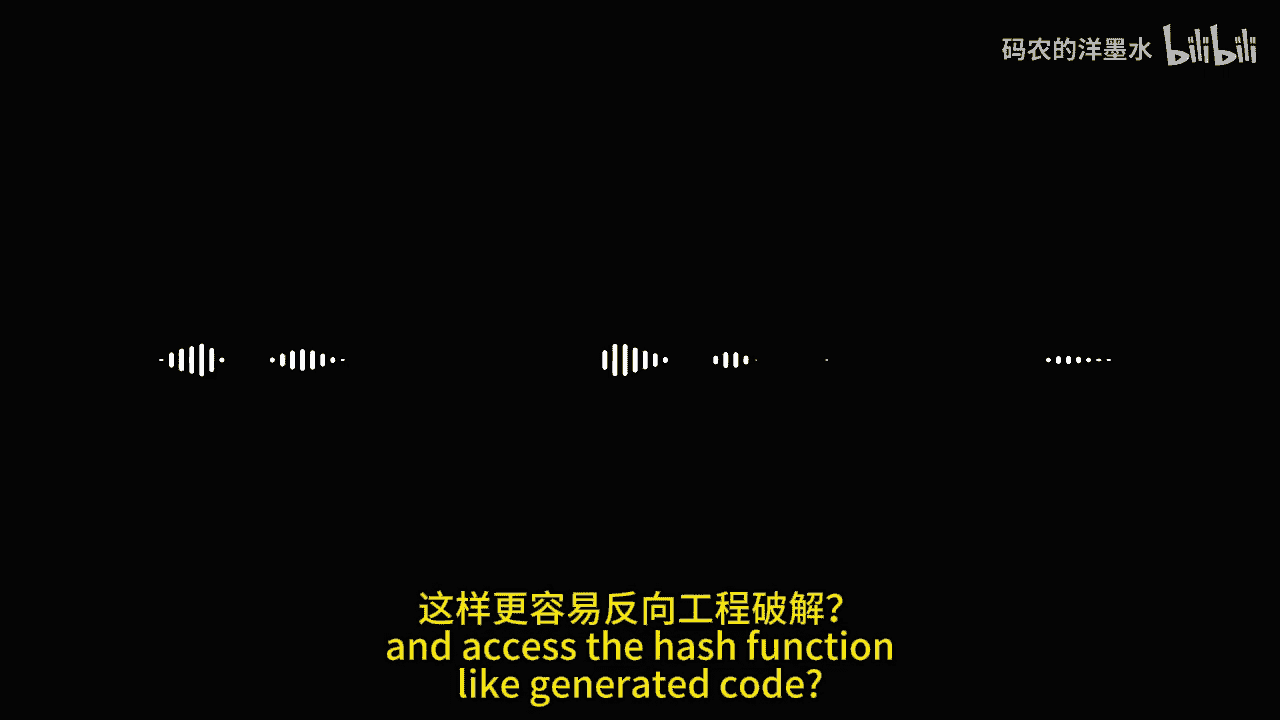 码农的洋墨水 bilibili
这样更容易反向工程破解？
and access the hash function
like generated code?